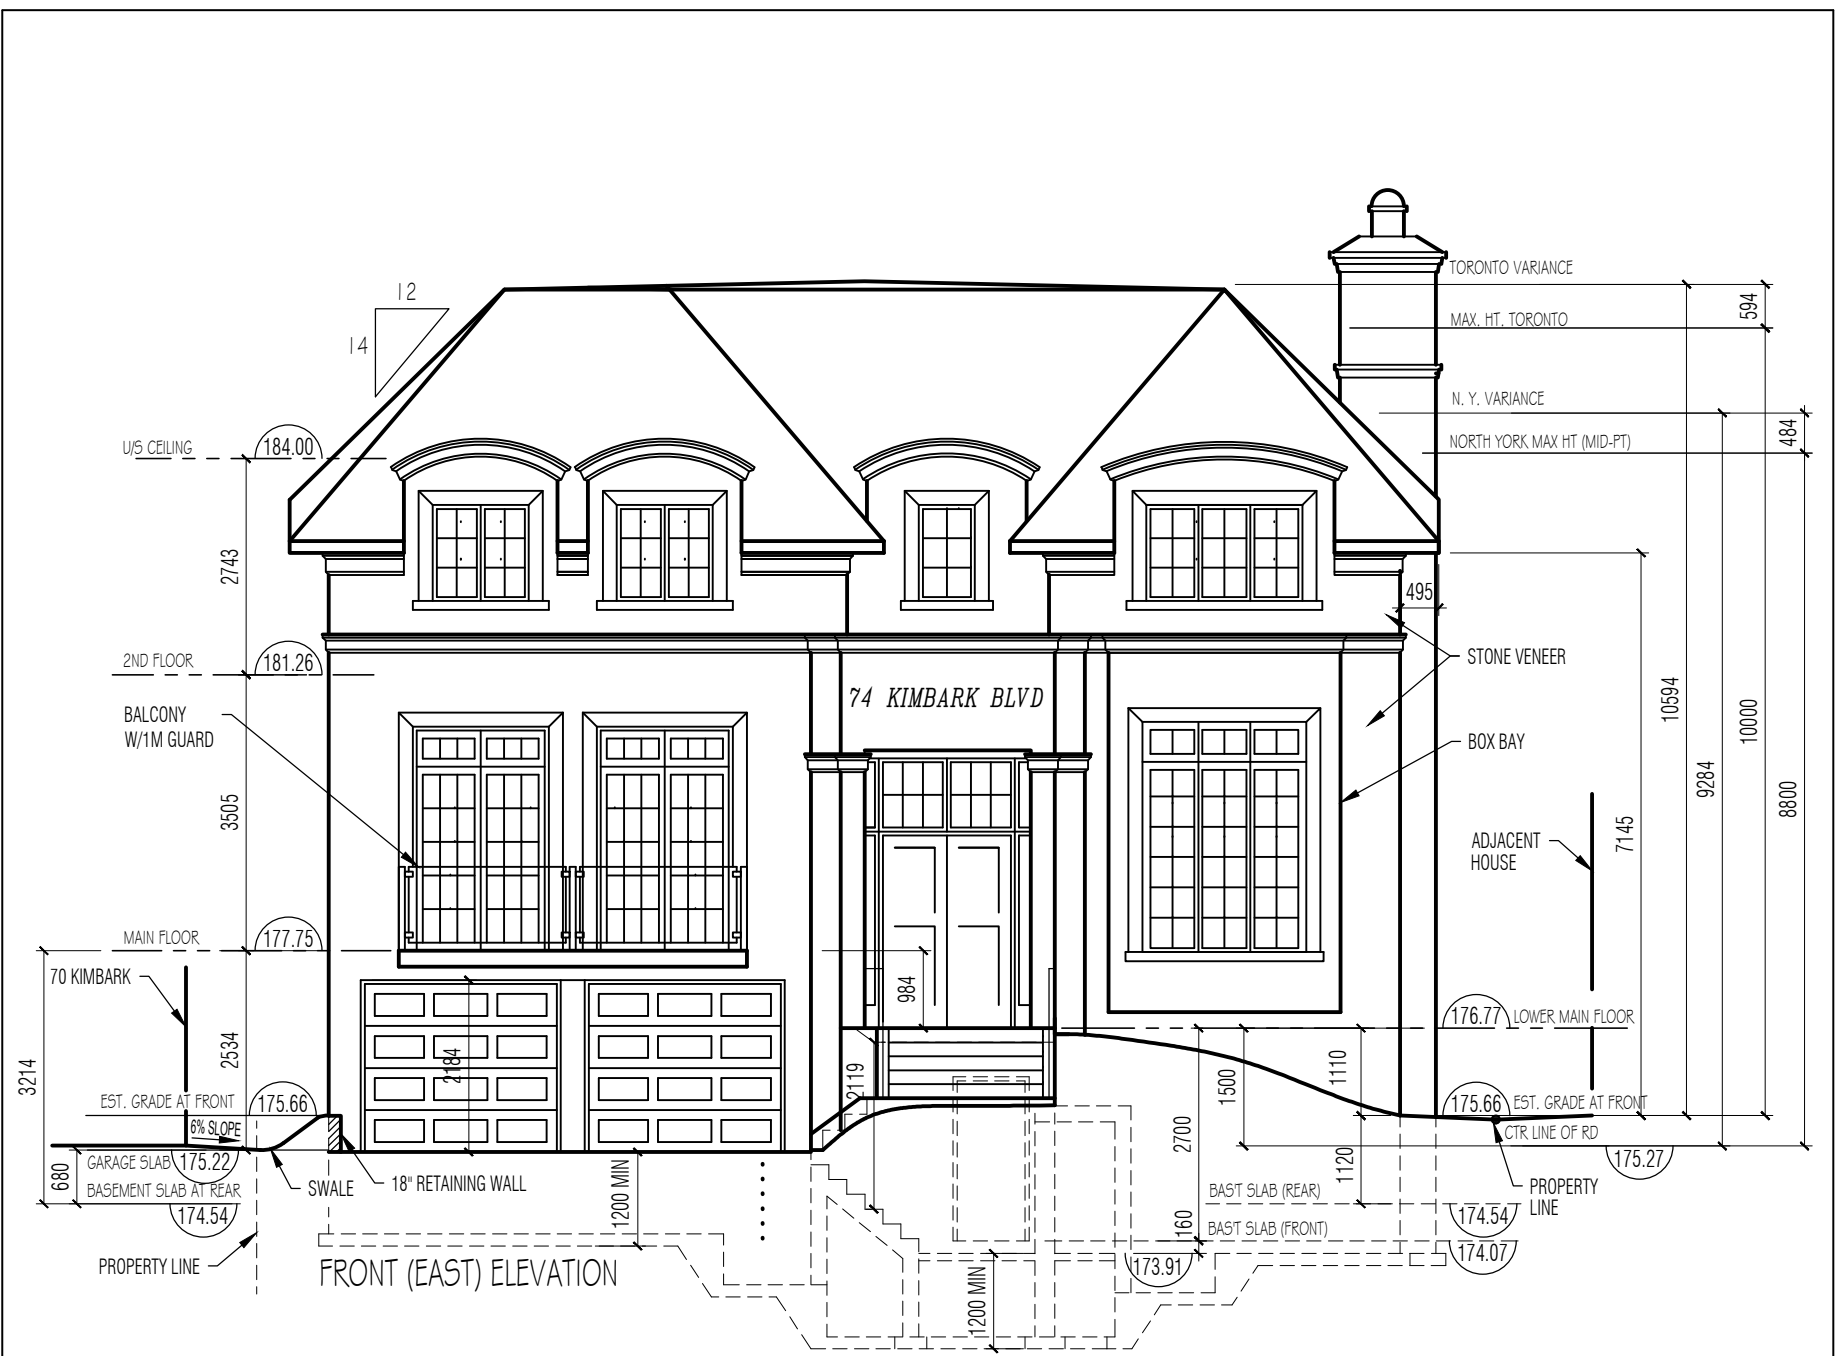 TORONTO VARIANCE
12
594
MAX. HT. TORONTO
14
N. Y. VARIANCE
U/S CEILING
184.00
NORTH YORK MAX HT (MID-PT)
484
2743
495
2ND FLOOR
181.26
STONE VENEER
74 KIMBARK BLVD
10594
10000
BALCONY
W/1M GUARD
BOX BAY
9284
8800
3505
7145
ADJACENT
HOUSE
MAIN FLOOR
177.75
70 KIMBARK
984
176.77
LOWER MAIN FLOOR
2534
2184
3214
2119
1500
1110
EST. GRADE AT FRONT
175.66
175.66
EST. GRADE AT FRONT
6% SLOPE
CTR LINE OF RD
2700
GARAGE SLAB
175.22
175.27
680
1120
18" RETAINING WALL
SWALE
BASEMENT SLAB AT REAR
1200 MIN
BAS'T SLAB (REAR)
PROPERTY
LINE
174.54
174.54
160
BAS'T SLAB (FRONT)
174.07
PROPERTY LINE
173.91
FRONT (EAST) ELEVATION
1200 MIN